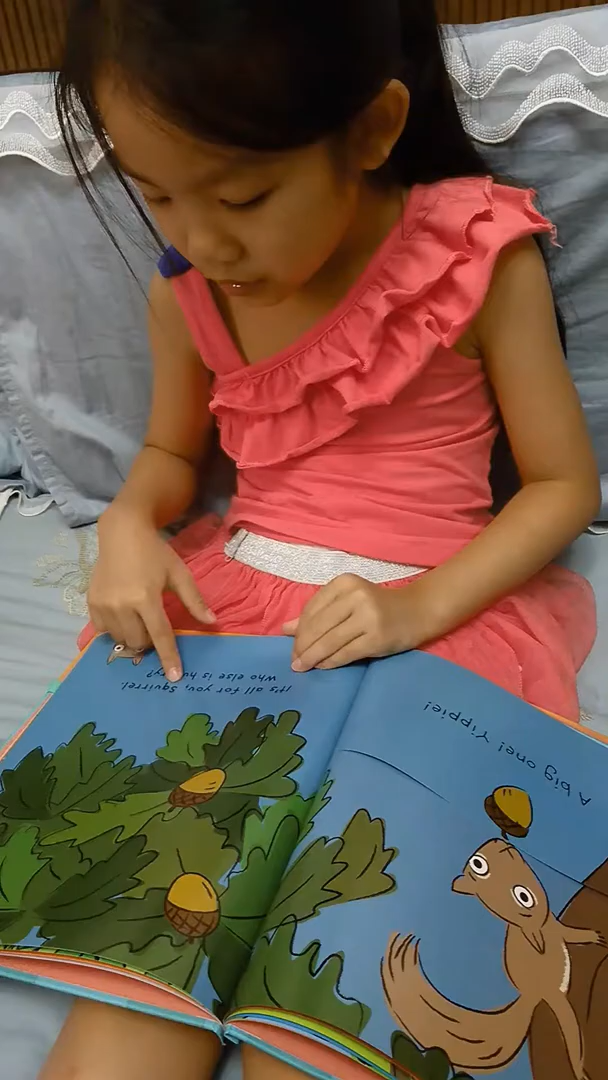 A big one! Yippie!
It's all for you, Squirrel.
Who else is hungry?